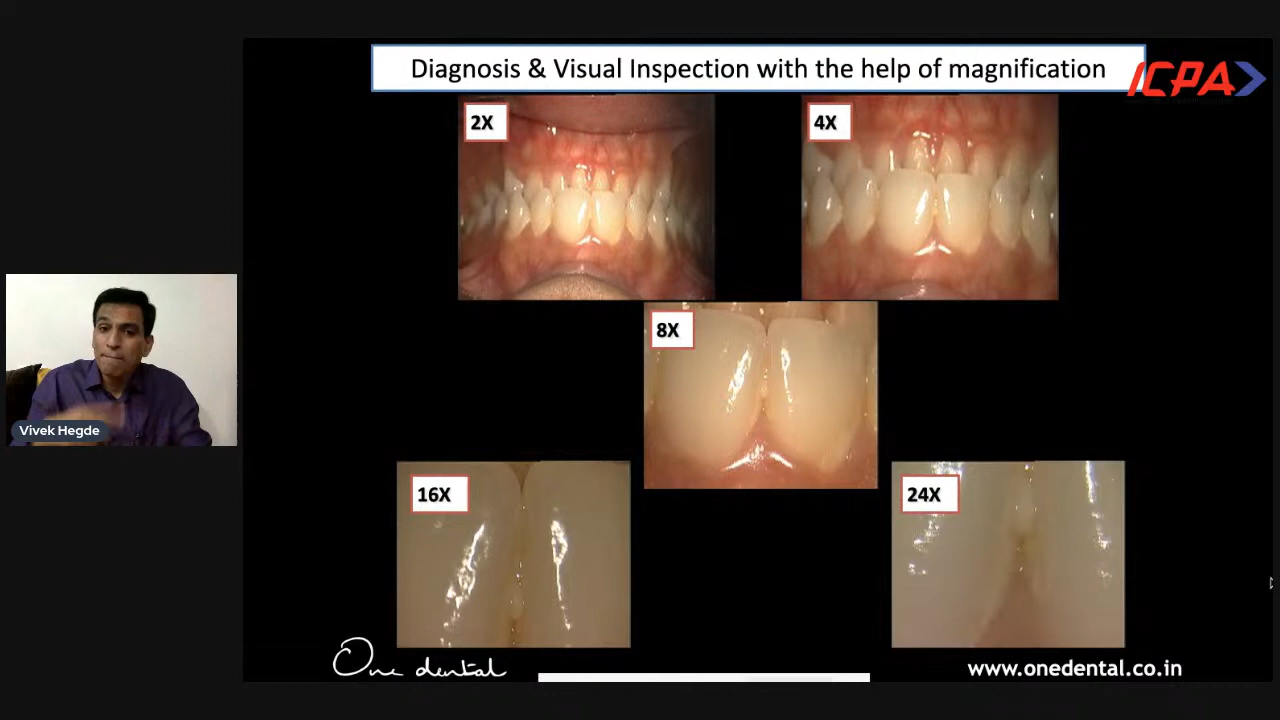 Diagnosis & Visual Inspection with the help of magnification
ICPA
2X
4X
8X
Vivek Hegde
16X
24X
One dental
www.onedental.co.in